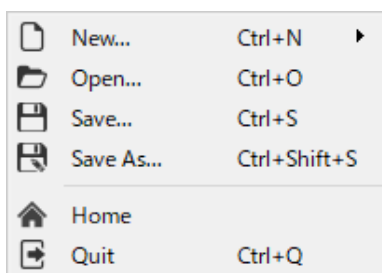 New... Ctrl+N
Open... Ctrl+O
Save... Ctrl+S
Save As... Ctrl+Shift+S
Home
Quit Ctrl+Q